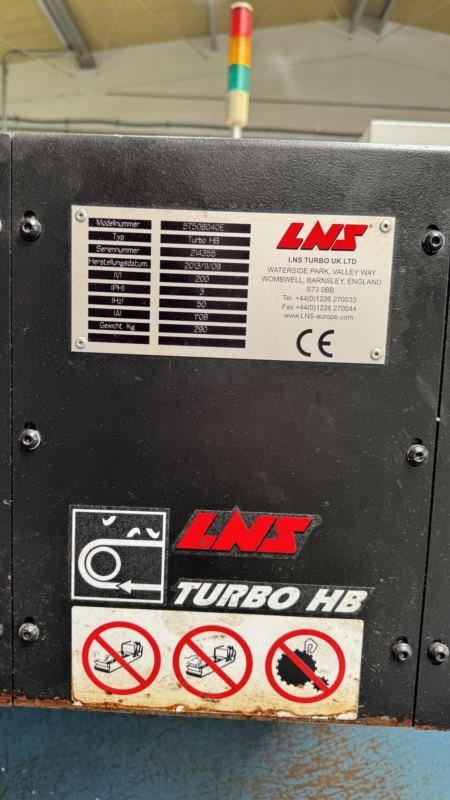 Modellnummer 57508040E
Typ Turbo HB
Seriennummer 214355
Herstellungsdatum 2013/11/09
(V) 200
(PH) 3
(Hz) 50
(A) 1*08
Gewicht Kg 290
LNS
LNS TURBO UK LTD
WATERSIDE PARK, VALLEY WAY
WOMBWELL, BARNSLEY, ENGLAND
S73 0BB
Tel. +44(0)1226 270033
Fax +44(0)1226 270044
www.LNS-europe.com
CE
LNS
TURBO HB